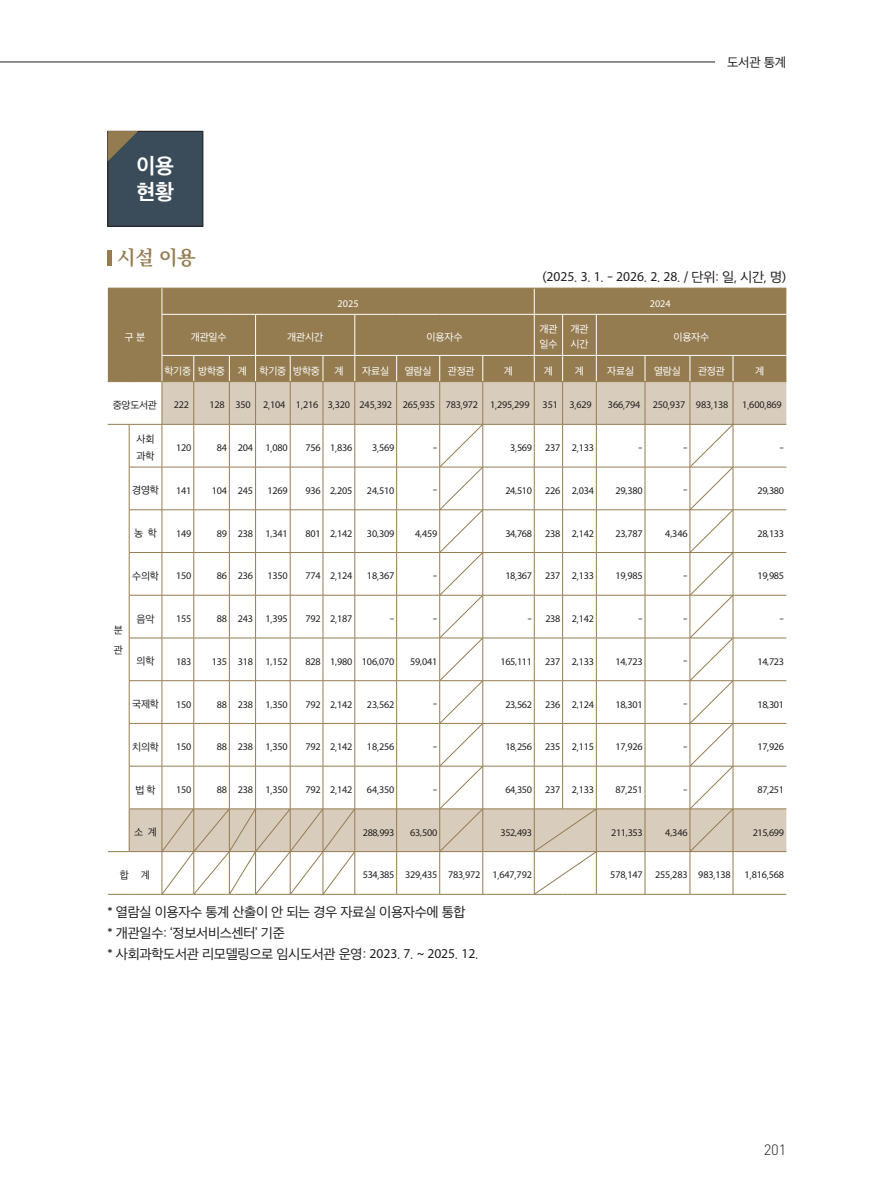 도서관 통계
이용
현황
시설 이용
(2025. 3. 1. - 2026. 2. 28. / 단위: 일, 시간, 명)
구 분 2025 2024
개관일수 개관시간 이용자수 개관일수 개관시간 이용자수
학기중 방학중 계 학기중 방학중 계 자료실 열람실 관정관 계 계 계 자료실 열람실 관정관 계
중앙도서관 222 128 350 2,104 1,216 3,320 245,392 265,935 783,972 1,295,299 351 3,629 366,794 250,937 983,138 1,600,869
분관
사회과학 120 84 204 1,080 756 1,836 3,569 - 3,569 237 2,133 - - -
경영학 141 104 245 1269 936 2,205 24,510 - 24,510 226 2,034 29,380 - 29,380
농 학 149 89 238 1,341 801 2,142 30,309 4,459 34,768 238 2,142 23,787 4,346 28,133
수의학 150 86 236 1350 774 2,124 18,367 - 18,367 237 2,133 19,985 - 19,985
음악 155 88 243 1,395 792 2,187 - - - 238 2,142 - - -
의학 183 135 318 1,152 828 1,980 106,070 59,041 165,111 237 2,133 14,723 - 14,723
국제학 150 88 238 1,350 792 2,142 23,562 - 23,562 236 2,124 18,301 - 18,301
치의학 150 88 238 1,350 792 2,142 18,256 - 18,256 235 2,115 17,926 - 17,926
법학 150 88 238 1,350 792 2,142 64,350 - 64,350 237 2,133 87,251 - 87,251
소 계 288,993 63,500 352,493 211,353 4,346 215,699
합 계 534,385 329,435 783,972 1,647,792 578,147 255,283 983,138 1,816,568
* 열람실 이용자수 통계 산출이 안 되는 경우 자료실 이용자수에 통합
* 개관일수: ‘정보서비스센터’ 기준
* 사회과학도서관 리모델링으로 임시도서관 운영: 2023. 7. ~ 2025. 12.
201